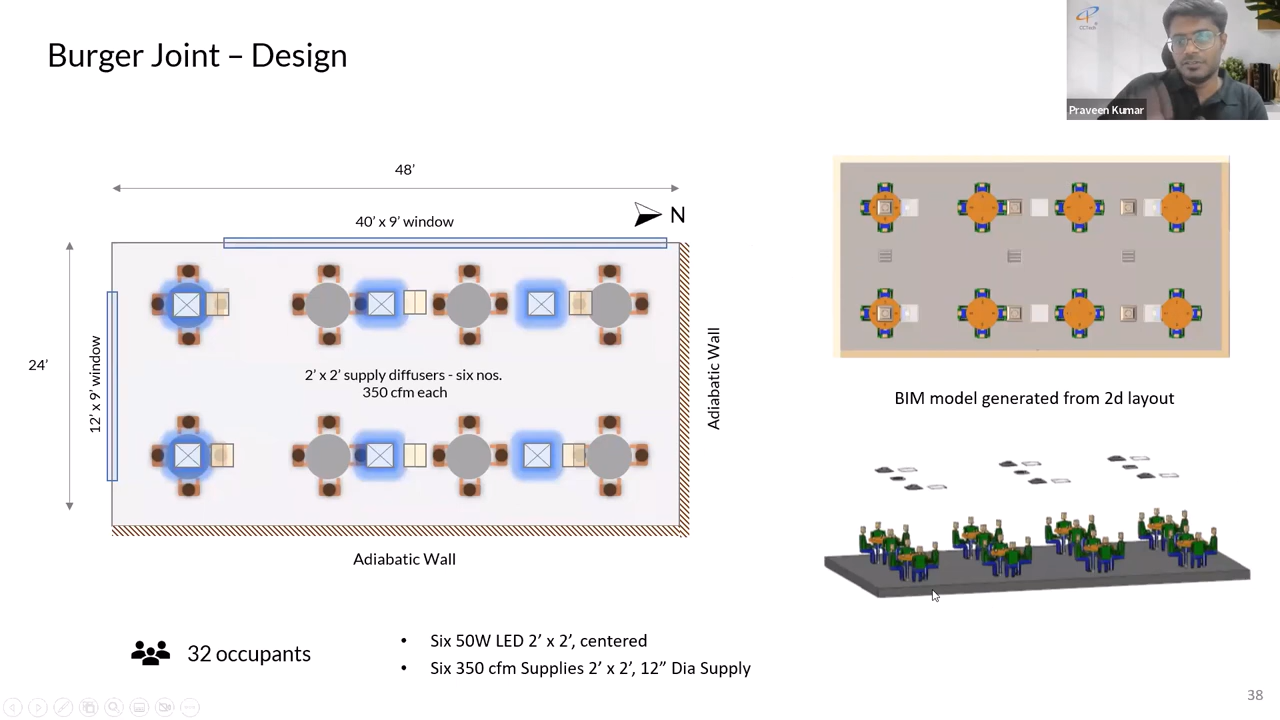 Burger Joint – Design
CCTech
Praveen Kumar
48’
40’ x 9’ window
N
24’
12’ x 9’ window
2’ x 2’ supply diffusers - six nos.
350 cfm each
Adiabatic Wall
Adiabatic Wall
BIM model generated from 2d layout
32 occupants
• Six 50W LED 2’ x 2’, centered
• Six 350 cfm Supplies 2’ x 2’, 12” Dia Supply
38